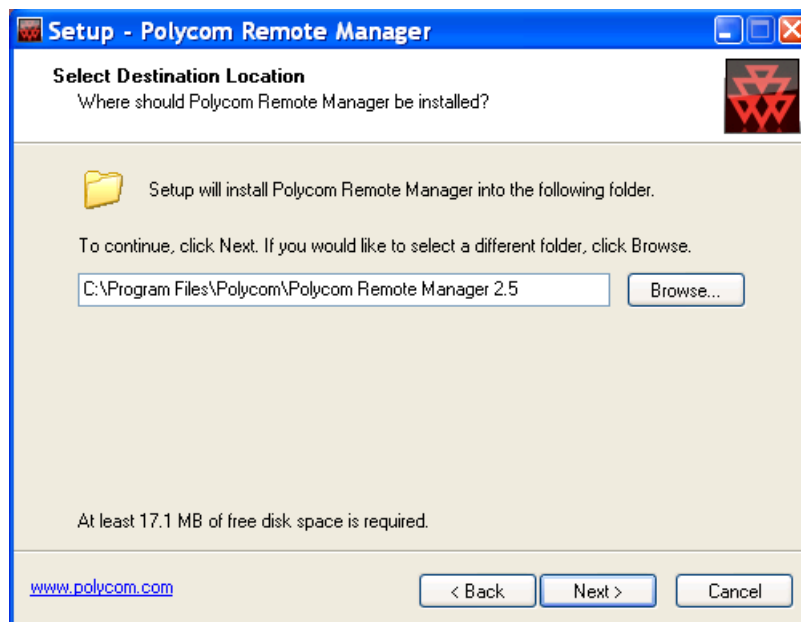 Setup - Polycom Remote Manager
Select Destination Location
Where should Polycom Remote Manager be installed?
Setup will install Polycom Remote Manager into the following folder.
To continue, click Next. If you would like to select a different folder, click Browse.
C:\Program Files\Polycom\Polycom Remote Manager 2.5
Browse...
At least 17.1 MB of free disk space is required.
www.polycom.com
< Back
Next >
Cancel